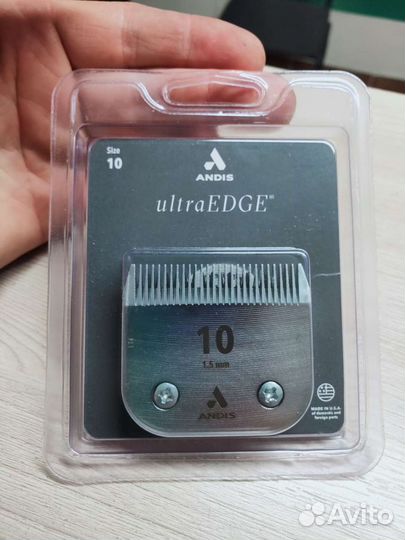 Size
10
ANDIS
ultraEDGE®
10
1.5 mm
ANDIS
MADE IN U.S.A.
of domestic and
foreign parts.
Avito